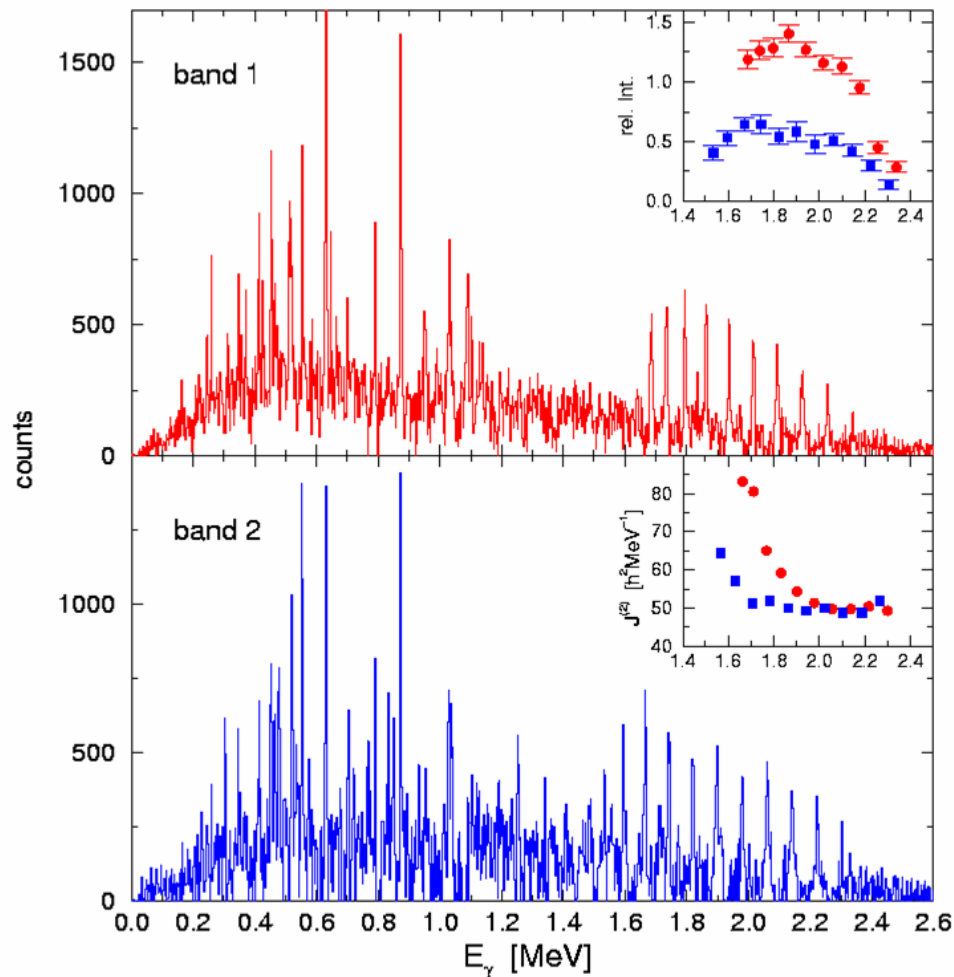 band 1
1500
1000
500
0
rel. Int.
1.5
1.0
0.5
0.0
1.4 1.6 1.8 2.0 2.2 2.4
counts
band 2
1000
500
0
J⁽²⁾ [ħ²MeV⁻¹]
80
70
60
50
40
1.4 1.6 1.8 2.0 2.2 2.4
0.0 0.2 0.4 0.6 0.8 1.0 1.2 1.4 1.6 1.8 2.0 2.2 2.4 2.6
Eᵧ [MeV]